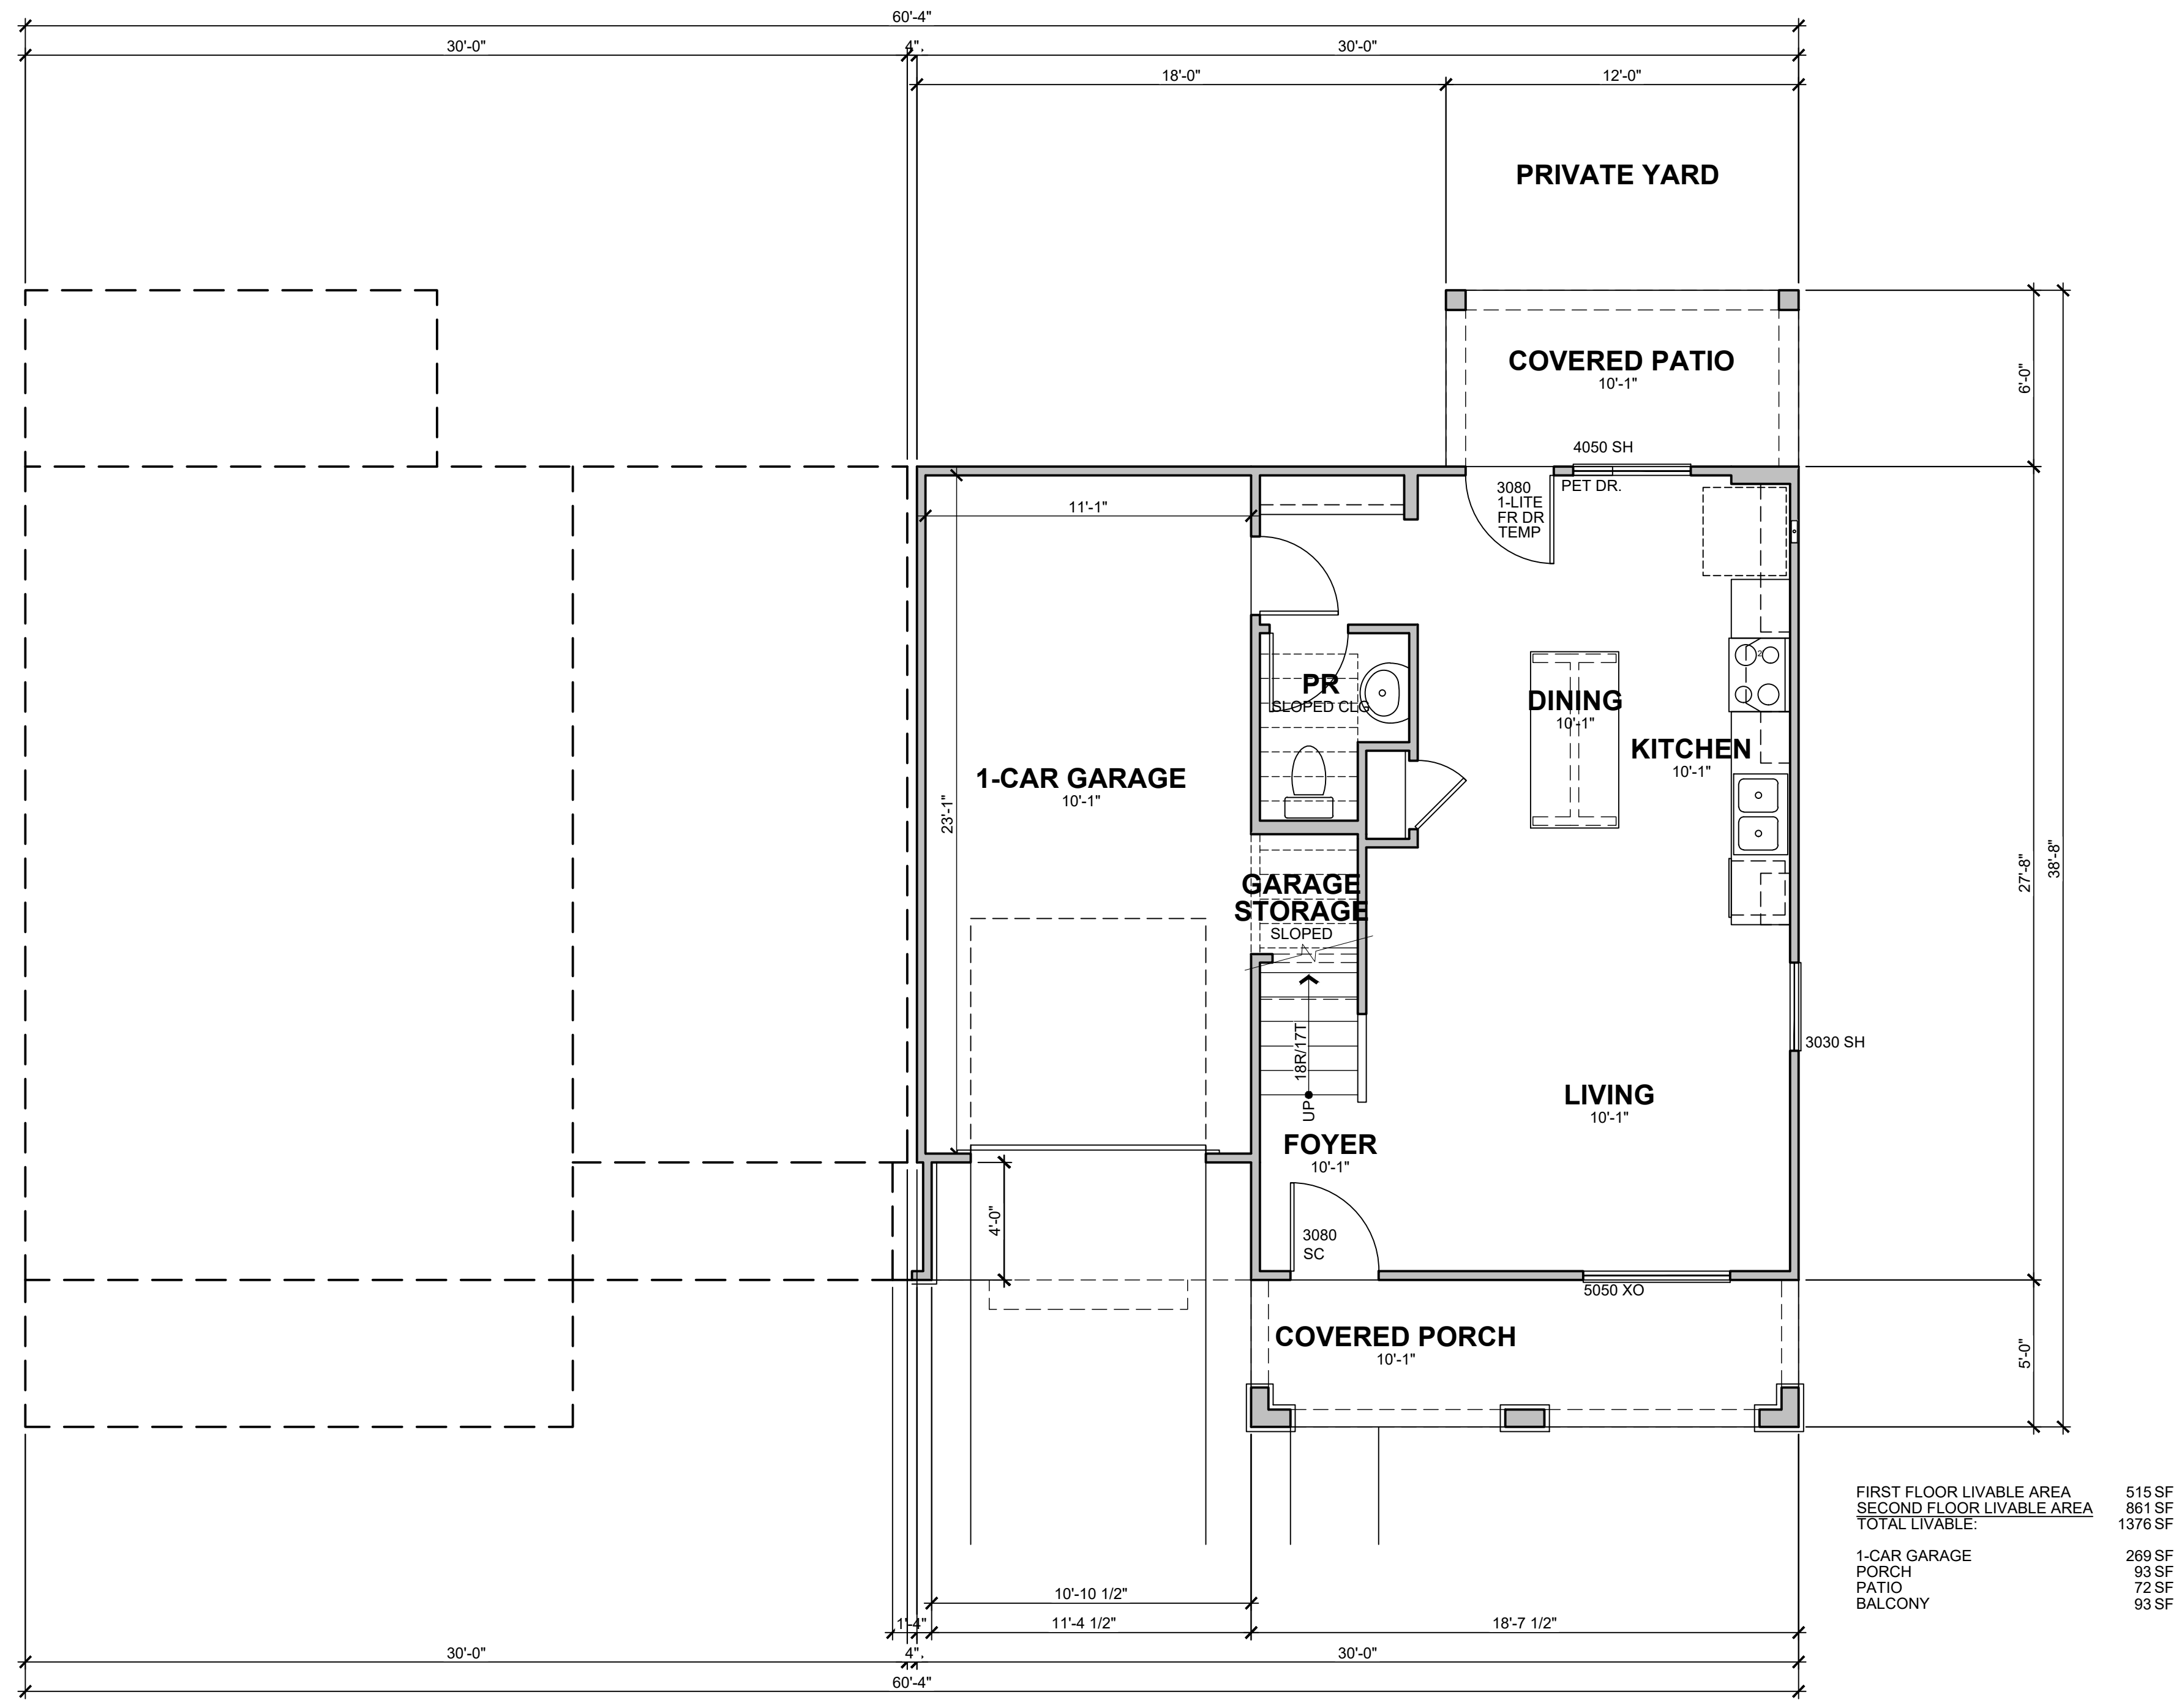 60'-4"
30'-0"
4"
30'-0"
18'-0"
12'-0"
PRIVATE YARD
COVERED PATIO
10'-1"
6'-0"
4050 SH
PET DR.
3080
1-LITE
FR DR
TEMP
11'-1"
PR
SLOPED CLG
DINING
10'-1"
KITCHEN
10'-1"
1-CAR GARAGE
10'-1"
23'-1"
27'-8"
38'-8"
GARAGE
STORAGE
SLOPED
18R/17T
UP
3030 SH
LIVING
10'-1"
FOYER
10'-1"
4'-0"
3080
SC
5050 XO
COVERED PORCH
10'-1"
5'-0"
FIRST FLOOR LIVABLE AREA 515 SF
SECOND FLOOR LIVABLE AREA 861 SF
TOTAL LIVABLE: 1376 SF
1-CAR GARAGE 269 SF
PORCH 93 SF
PATIO 72 SF
BALCONY 93 SF
10'-10 1/2"
1'-4"
11'-4 1/2"
18'-7 1/2"
30'-0"
4"
30'-0"
60'-4"